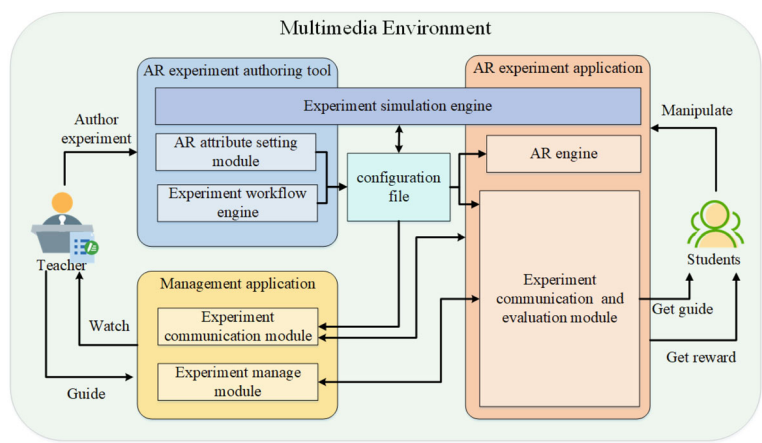 Multimedia Environment
AR experiment authoring tool
AR experiment application
Experiment simulation engine
Author
experiment
Manipulate
AR attribute setting
module
AR engine
configuration
file
Experiment workflow
engine
Teacher
Students
Management application
Experiment
communication and
evaluation module
Experiment
communication module
Watch
Get guide
Experiment manage
module
Get reward
Guide